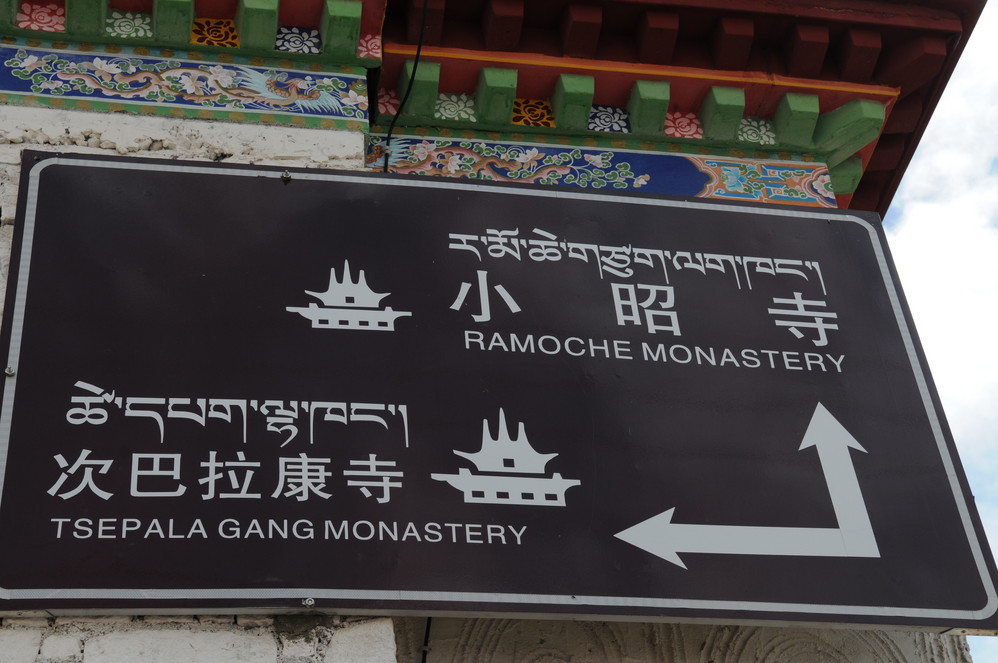 ར་མོ་ཆེ་གཙུག་ལག་ཁང་།
小昭寺
RAMOCHE MONASTERY
ཚེ་དཔག་ལྷ་ཁང་།
次巴拉康寺
TSEPALA GANG MONASTERY